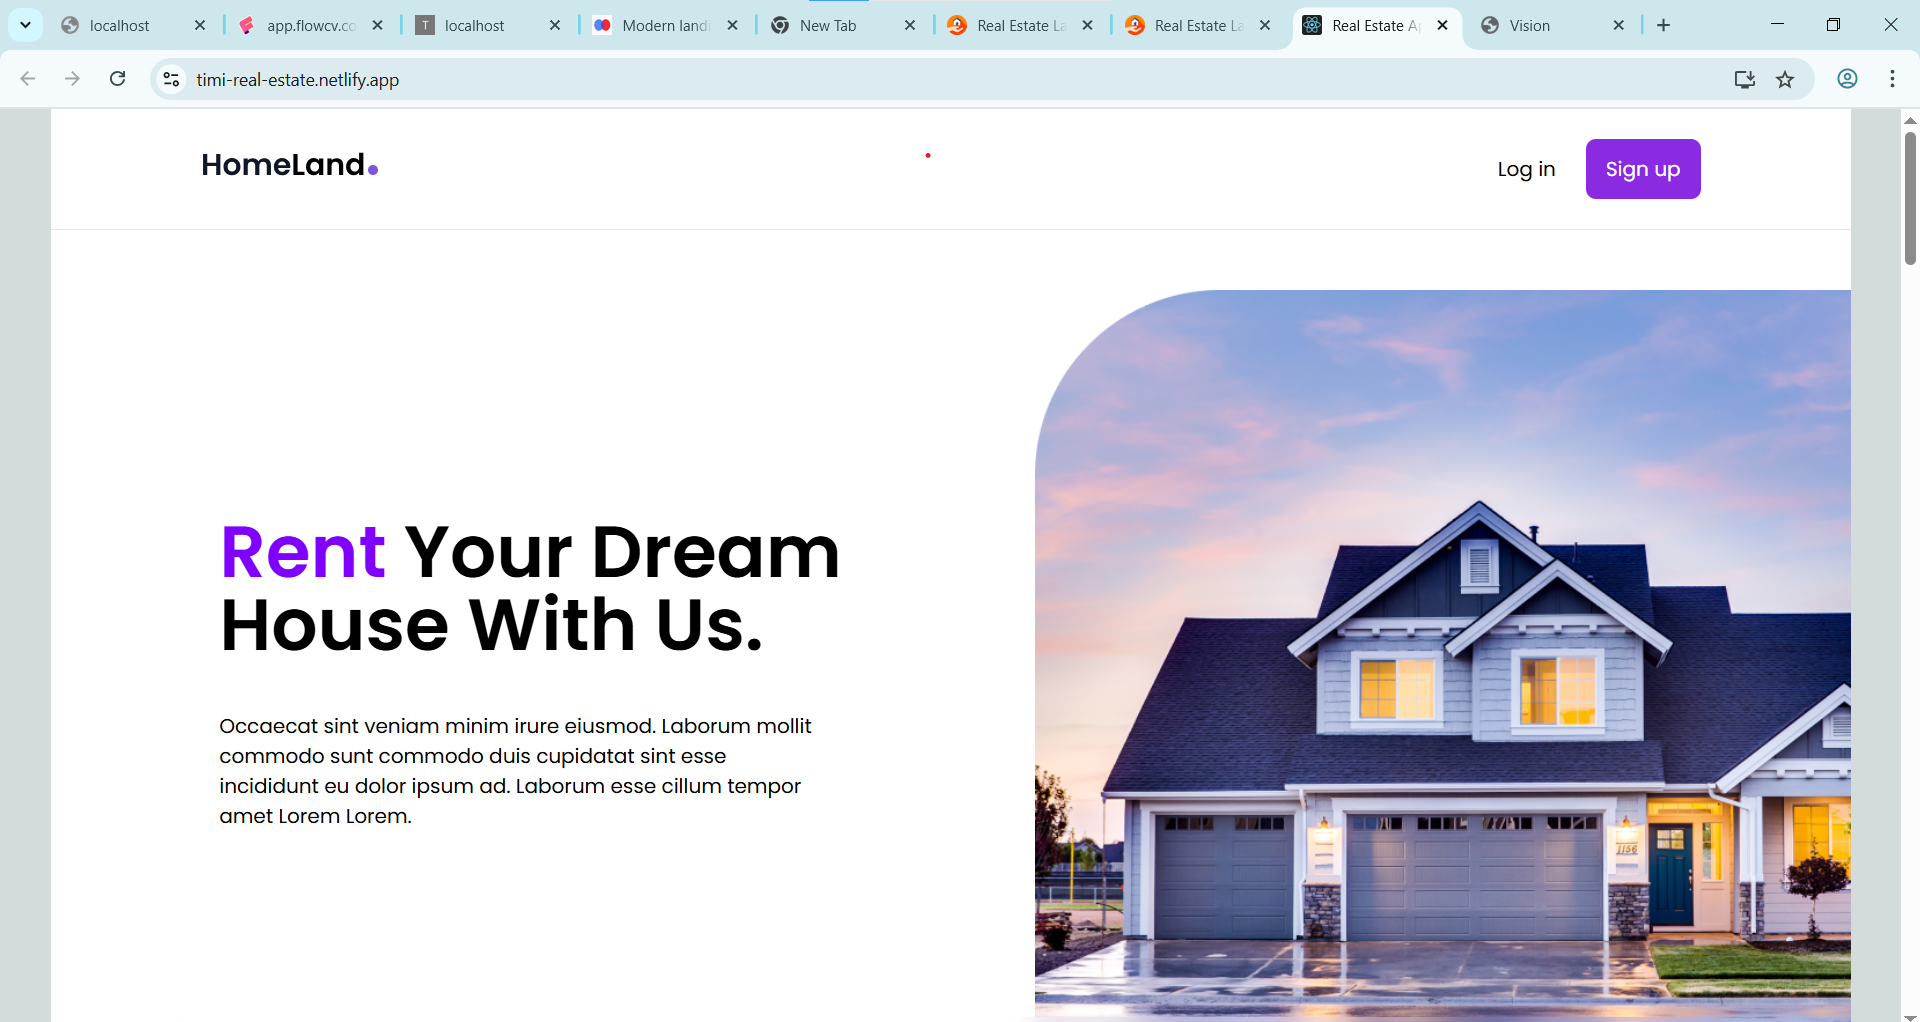 localhost
app.flowcv.co
localhost
Modern landi
New Tab
Real Estate La
Real Estate La
Real Estate Ap
Vision
timi-real-estate.netlify.app
HomeLand.
Log in
Sign up
Rent Your Dream
House With Us.
Occaecat sint veniam minim irure eiusmod. Laborum mollit
commodo sunt commodo duis cupidatat sint esse
incididunt eu dolor ipsum ad. Laborum esse cillum tempor
amet Lorem Lorem.
1156